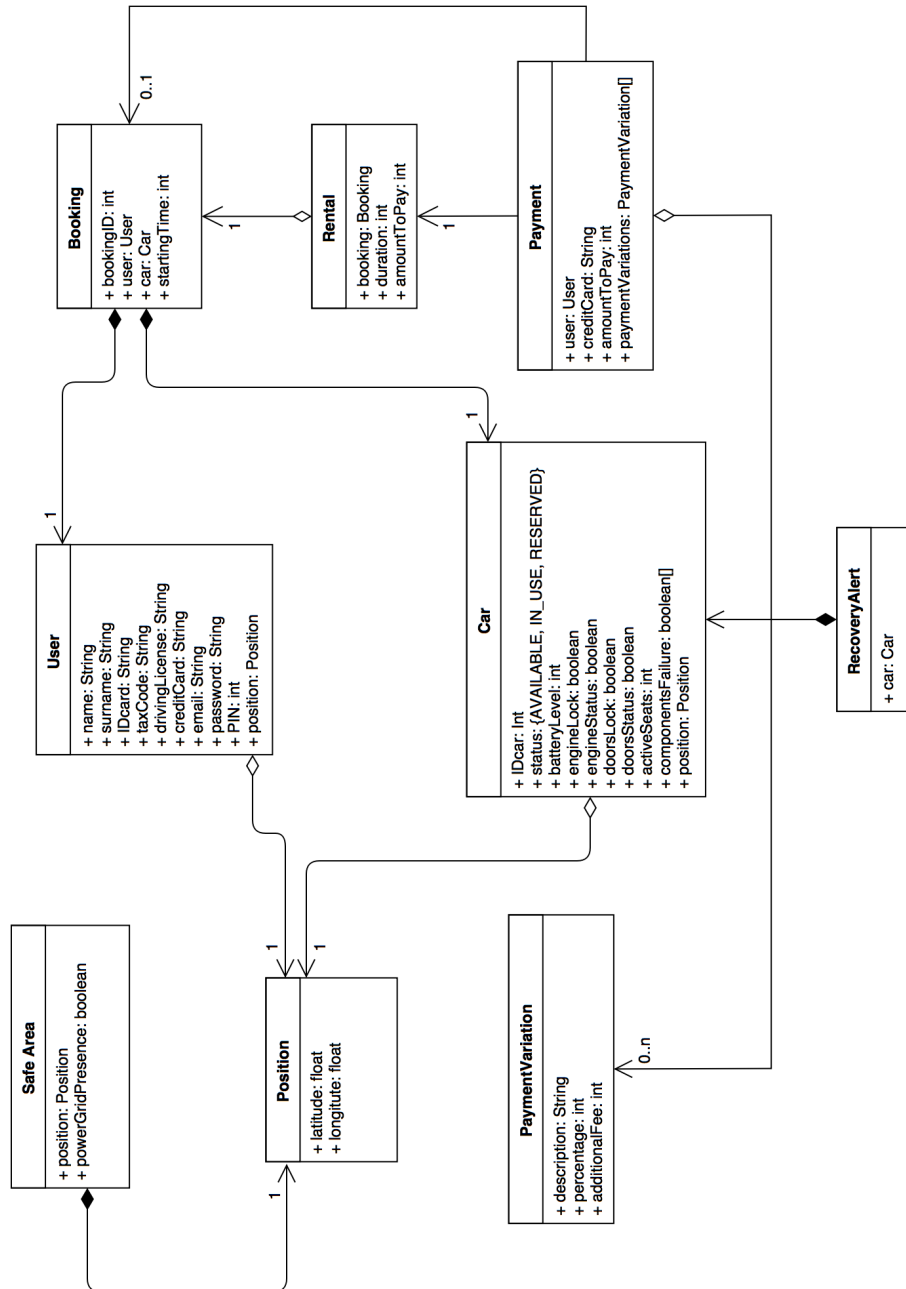 Safe Area
+ position: Position
+ powerGridPresence: boolean
1
User
+ name: String
+ surname: String
+ IDcard: String
+ taxCode: String
+ drivingLicense: String
+ creditCard: String
+ email: String
+ password: String
+ PIN: int
+ position: Position
1
Booking
+ bookingID: int
+ user: User
+ car: Car
+ startingTime: int
0..1
Position
+ latitude: float
+ longitute: float
1
1
1
Rental
+ booking: Booking
+ duration: int
+ amountToPay: int
1
Car
+ IDcar: Int
+ status: {AVAILABLE, IN_USE, RESERVED}
+ batteryLevel: int
+ engineLock: boolean
+ engineStatus: boolean
+ doorsLock: boolean
+ doorsStatus: boolean
+ activeSeats: int
+ componentsFailure: boolean[]
+ position: Position
1
Payment
+ user: User
+ creditCard: String
+ amountToPay: int
+ paymentVariations: PaymentVariation[]
PaymentVariation
+ description: String
+ percentage: int
+ additionalFee: int
0..n
RecoveryAlert
+ car: Car